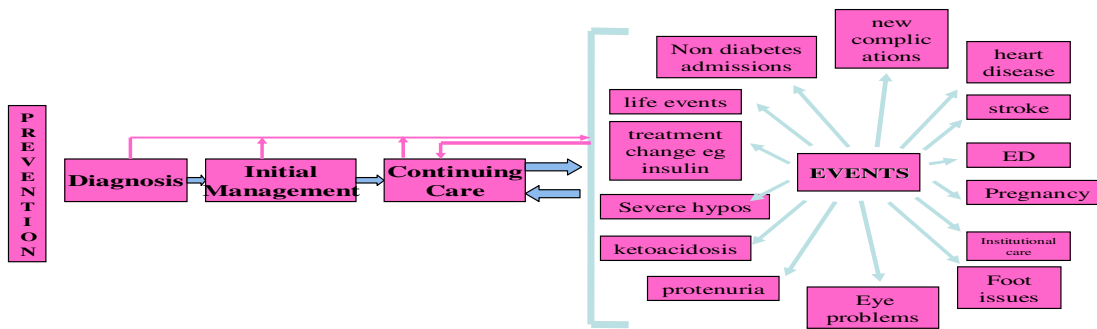 PREVENTION
Diagnosis
Initial
Management
Continuing
Care
Non diabetes
admissions
new
complic
ations
heart
disease
life events
stroke
treatment
change eg
insulin
ED
EVENTS
Pregnancy
Severe hypos
Institutional
care
ketoacidosis
Foot
issues
protenuria
Eye
problems